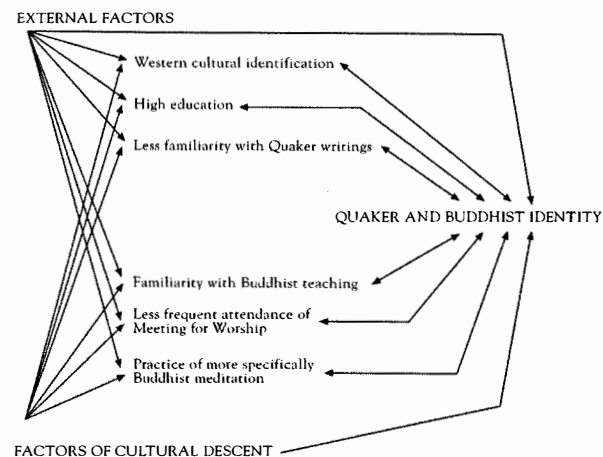 EXTERNAL FACTORS
Western cultural identification
High education
Less familiarity with Quaker writings
QUAKER AND BUDDHIST IDENTITY
Familiarity with Buddhist teaching
Less frequent attendance of
Meeting for Worship
Practice of more specifically
Buddhist meditation
FACTORS OF CULTURAL DESCENT